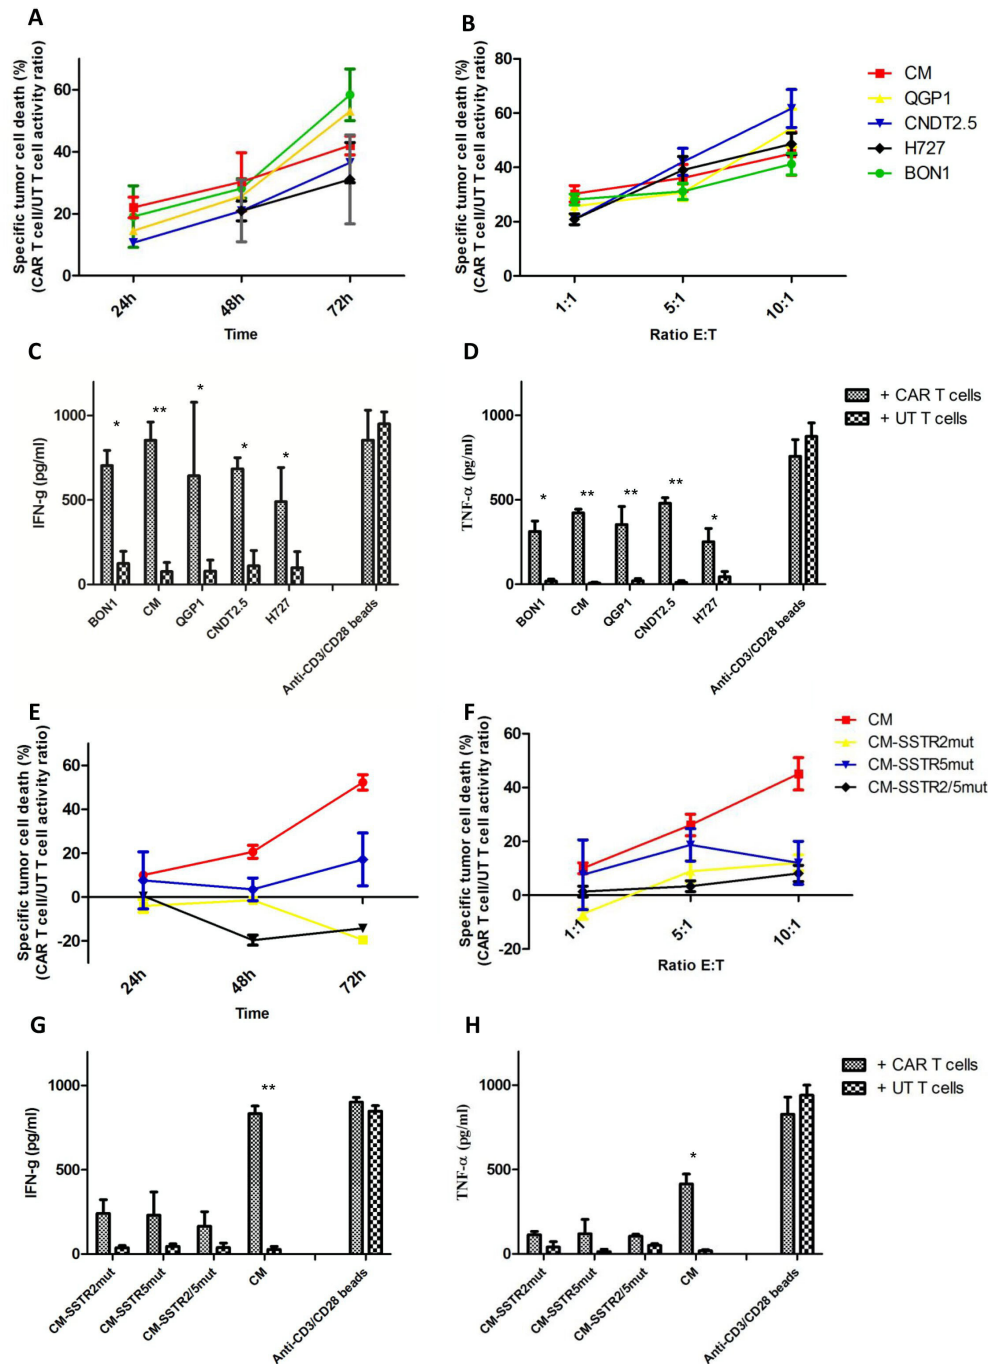 A
Specific tumor cell death (%)
(CAR T cell/UT T cell activity ratio)
60
40
20
0
24h
48h
72h
Time
B
Specific tumor cell death (%)
(CAR T cell/UT T cell activity ratio)
80
60
40
20
0
1:1
5:1
10:1
Ratio E:T
CM
QGP1
CNDT2.5
H727
BON1
C
IFN-g (pg/ml)
1000
500
0
*
**
*
*
*
BON1
CM
QGP1
CNDT2.5
H727
Anti-CD3/CD28 beads
D
TNF-α (pg/ml)
1000
500
0
*
**
**
**
*
BON1
CM
QGP1
CNDT2.5
H727
Anti-CD3/CD28 beads
+ CAR T cells
+ UT T cells
E
Specific tumor cell death (%)
(CAR T cell/UT T cell activity ratio)
60
40
20
0
-20
24h
48h
72h
Time
F
Specific tumor cell death (%)
(CAR T cell/UT T cell activity ratio)
60
40
20
0
-20
1:1
5:1
10:1
Ratio E:T
CM
CM-SSTR2mut
CM-SSTR5mut
CM-SSTR2/5mut
G
IFN-g (pg/ml)
1000
500
0
**
CM-SSTR2mut
CM-SSTR5mut
CM-SSTR2/5mut
CM
Anti-CD3/CD28 beads
H
TNF-α (pg/ml)
1000
500
0
*
CM-SSTR2mut
CM-SSTR5mut
CM-SSTR2/5mut
CM
Anti-CD3/CD28 beads
+ CAR T cells
+ UT T cells